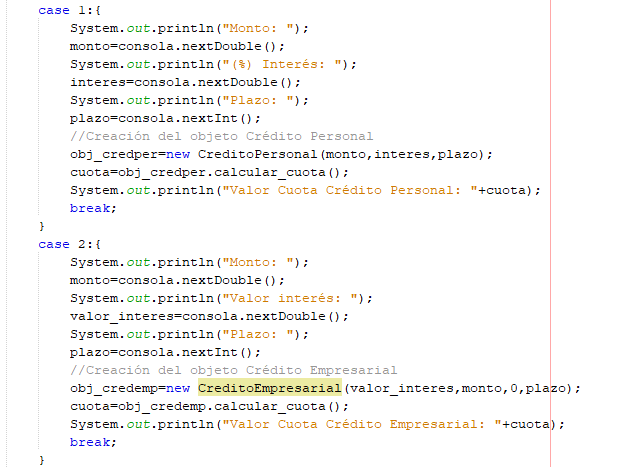 case 1:{
System.out.println("Monto: ");
monto=consola.nextDouble();
System.out.println("(%) Interés: ");
interes=consola.nextDouble();
System.out.println("Plazo: ");
plazo=consola.nextInt();
//Creación del objeto Crédito Personal
obj_credper=new CreditoPersonal(monto,interes,plazo);
cuota=obj_credper.calcular_cuota();
System.out.println("Valor Cuota Crédito Personal: "+cuota);
break;
}
case 2:{
System.out.println("Monto: ");
monto=consola.nextDouble();
System.out.println("Valor interés: ");
valor_interes=consola.nextDouble();
System.out.println("Plazo: ");
plazo=consola.nextInt();
//Creación del objeto Crédito Empresarial
obj_credemp=new CreditoEmpresarial(valor_interes,monto,0,plazo);
cuota=obj_credemp.calcular_cuota();
System.out.println("Valor Cuota Crédito Empresarial: "+cuota);
break;
}